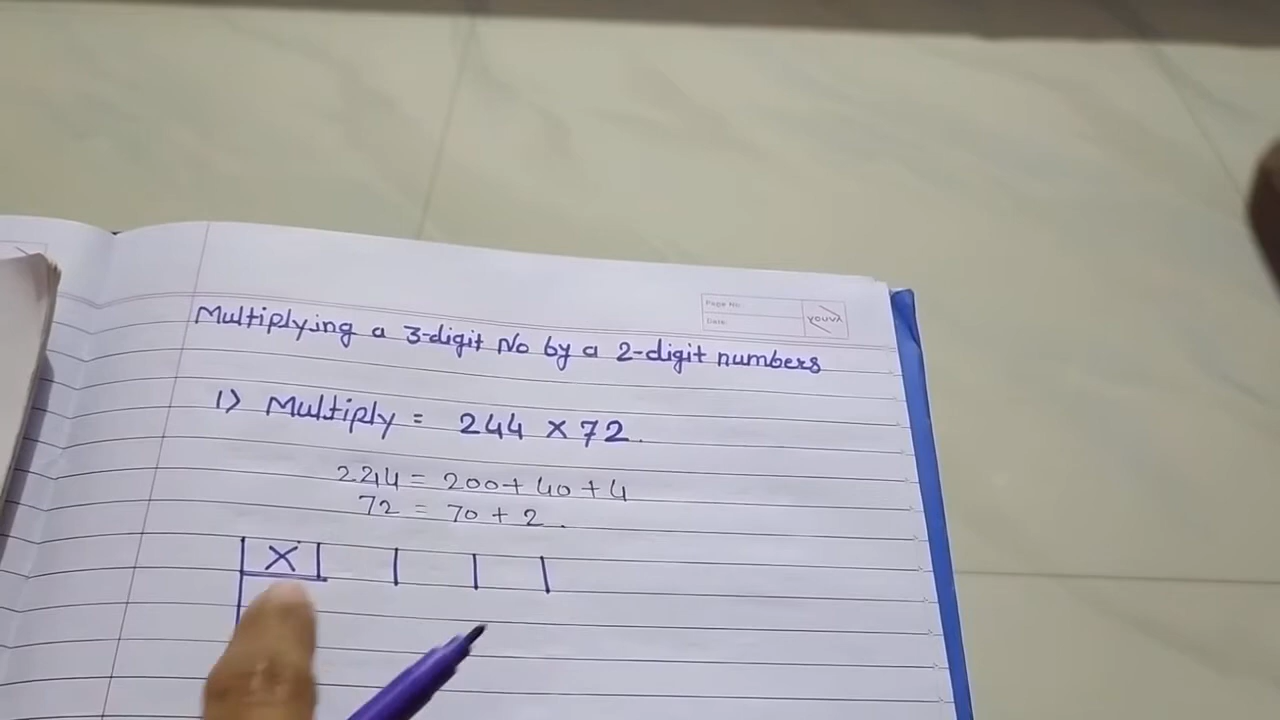 Page No.:
Date:
YOUVA
Multiplying a 3-digit No by a 2-digit numbers
1) Multiply = 244 × 72.
244 = 200 + 40 + 4
72 = 70 + 2.
×